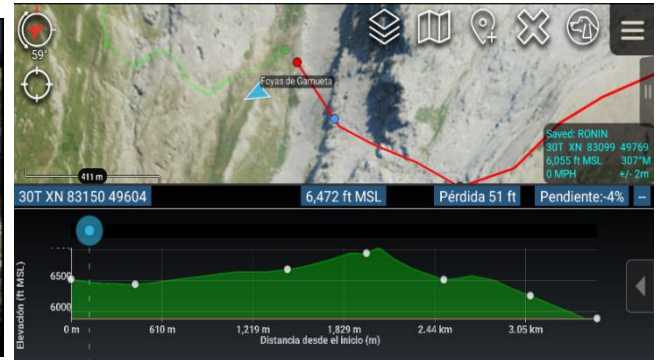 59°
Foyas de Gamueta
411 m
Saved: RONIN
30T XN 83099 49769
6,055 ft MSL 307°M
0 MPH +/- 2m
30T XN 83150 49604
6,472 ft MSL
Pérdida 51 ft
Pendiente:-4%
--
Elevación (ft MSL)
6500
6000
0 m
610 m
1,219 m
1,829 m
2.44 km
3.05 km
Distancia desde el inicio (m)